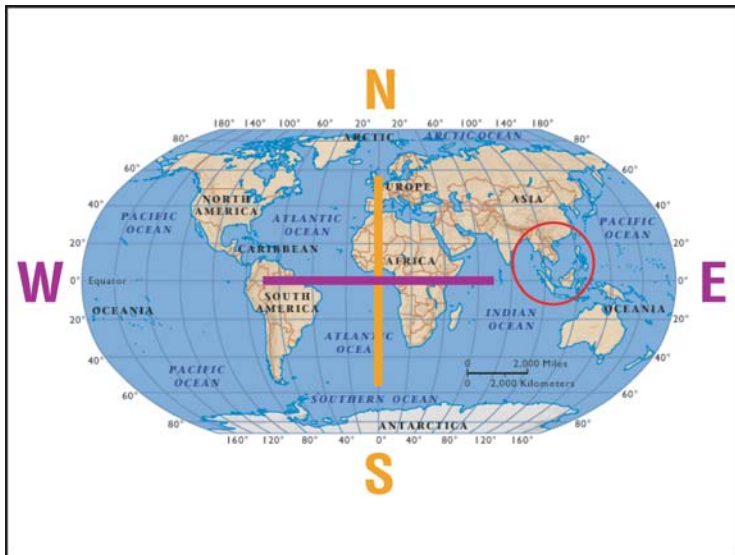 N
180° 140° 100° 60° 20° 20° 60° 100° 140° 180°
80° ARCTIC ARCTIC OCEAN 80°
60° 60°
UROPE
NORTH AMERICA ASIA
40° 40°
PACIFIC OCEAN ATLANTIC OCEAN PACIFIC OCEAN
20° CARIBBEAN AFRICA 20°
W 0° Equator 0° E
SOUTH AMERICA
OCEANIA INDIAN OCEAN OCEANIA
20° 20°
ATLANTIC OCEA
40° 40°
0 2,000 Miles
PACIFIC OCEAN
0 2,000 Kilometers
60° SOUTHERN OCEAN 60°
80° ANTARCTICA 80°
160° 120° 80° 40° 0° 40° 80° 120° 160°
S